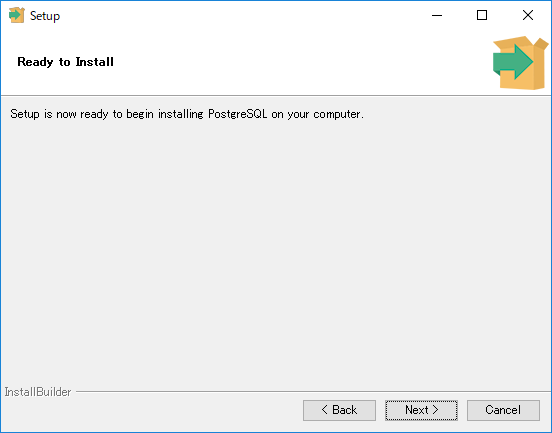 Setup
Ready to Install
Setup is now ready to begin installing PostgreSQL on your computer.
InstallBuilder
< Back
Next >
Cancel